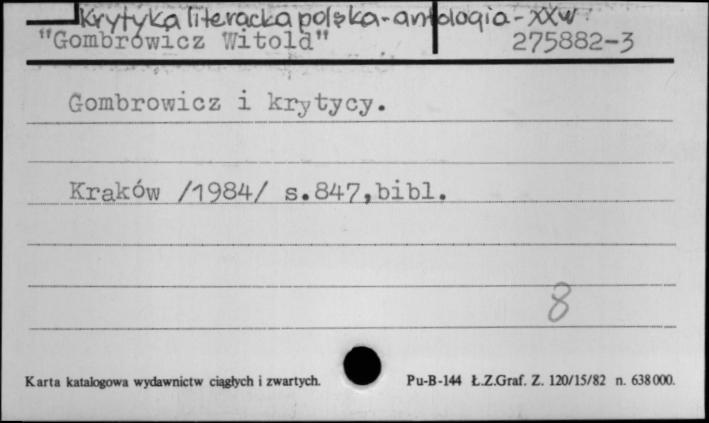 Krytyka literacka polska - antologia - XXw.
"Gombrowicz Witold" 275882-3
Gombrowicz i krytycy.
Kraków /1984/ s.847,bibl.
8
Karta katalogowa wydawnictw ciągłych i zwartych. Pu-B-144 Ł.Z.Graf. Z. 120/15/82 n. 638000.